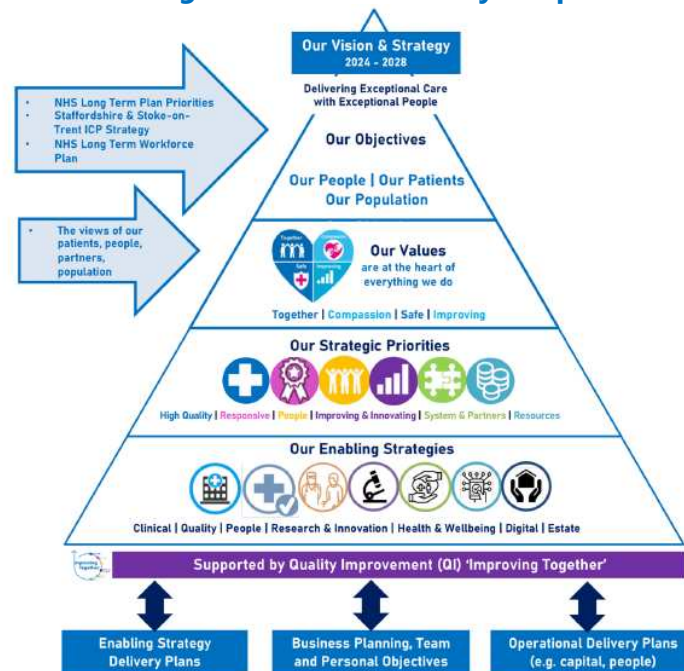 Our Vision & Strategy
2024 - 2028
Delivering Exceptional Care
with Exceptional People
• NHS Long Term Plan Priorities
• Staffordshire & Stoke-on-
Trent ICP Strategy
• NHS Long Term Workforce
Plan
Our Objectives
Our People | Our Patients
Our Population
• The views of our
patients, people,
partners,
population
Together
Compassion
Safe
Improving
Our Values
are at the heart of
everything we do
Together | Compassion | Safe | Improving
Our Strategic Priorities
High Quality | Responsive | People | Improving & Innovating | System & Partners | Resources
Our Enabling Strategies
Clinical | Quality | People | Research & Innovation | Health & Wellbeing | Digital | Estate
Improving
Together
Supported by Quality Improvement (QI) 'Improving Together'
Enabling Strategy
Delivery Plans
Business Planning, Team
and Personal Objectives
Operational Delivery Plans
(e.g. capital, people)